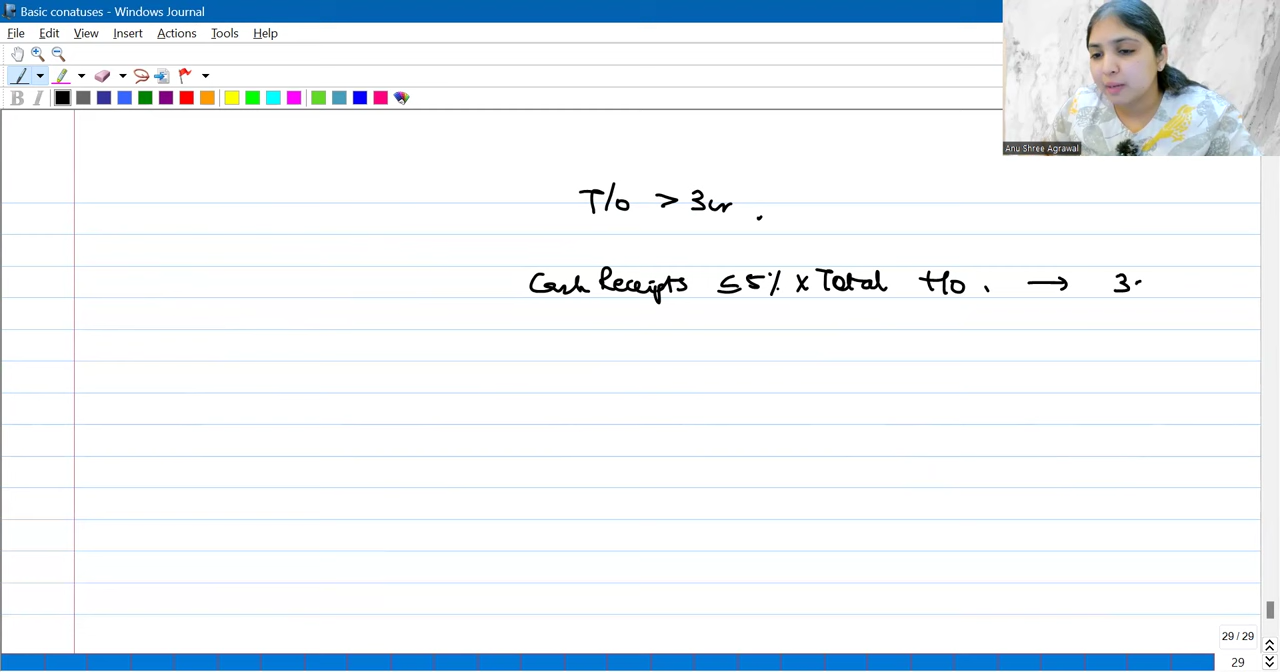 Basic conatuses - Windows Journal
File Edit View Insert Actions Tools Help
B I
Anu Shree Agrawal
T/o > 3cr .
Cash Receipts ≤ 5% x Total t/o . → 3.
29 / 29
29